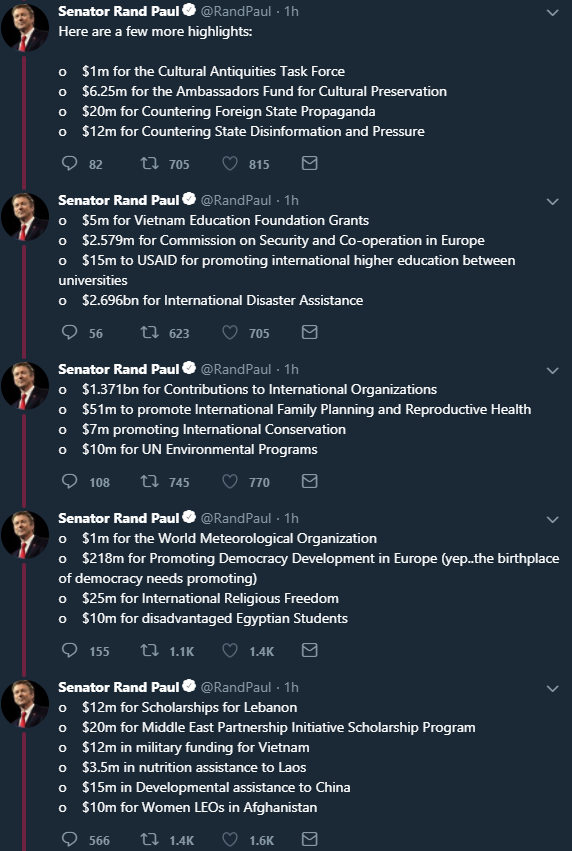 Senator Rand Paul @RandPaul · 1h
Here are a few more highlights:
o $1m for the Cultural Antiquities Task Force
o $6.25m for the Ambassadors Fund for Cultural Preservation
o $20m for Countering Foreign State Propaganda
o $12m for Countering State Disinformation and Pressure
82 705 815
Senator Rand Paul @RandPaul · 1h
o $5m for Vietnam Education Foundation Grants
o $2.579m for Commission on Security and Co-operation in Europe
o $15m to USAID for promoting international higher education between
universities
o $2.696bn for International Disaster Assistance
56 623 705
Senator Rand Paul @RandPaul · 1h
o $1.371bn for Contributions to International Organizations
o $51m to promote International Family Planning and Reproductive Health
o $7m promoting International Conservation
o $10m for UN Environmental Programs
108 745 770
Senator Rand Paul @RandPaul · 1h
o $1m for the World Meteorological Organization
o $218m for Promoting Democracy Development in Europe (yep..the birthplace
of democracy needs promoting)
o $25m for International Religious Freedom
o $10m for disadvantaged Egyptian Students
155 1.1K 1.4K
Senator Rand Paul @RandPaul · 1h
o $12m for Scholarships for Lebanon
o $20m for Middle East Partnership Initiative Scholarship Program
o $12m in military funding for Vietnam
o $3.5m in nutrition assistance to Laos
o $15m in Developmental assistance to China
o $10m for Women LEOs in Afghanistan
566 1.4K 1.6K